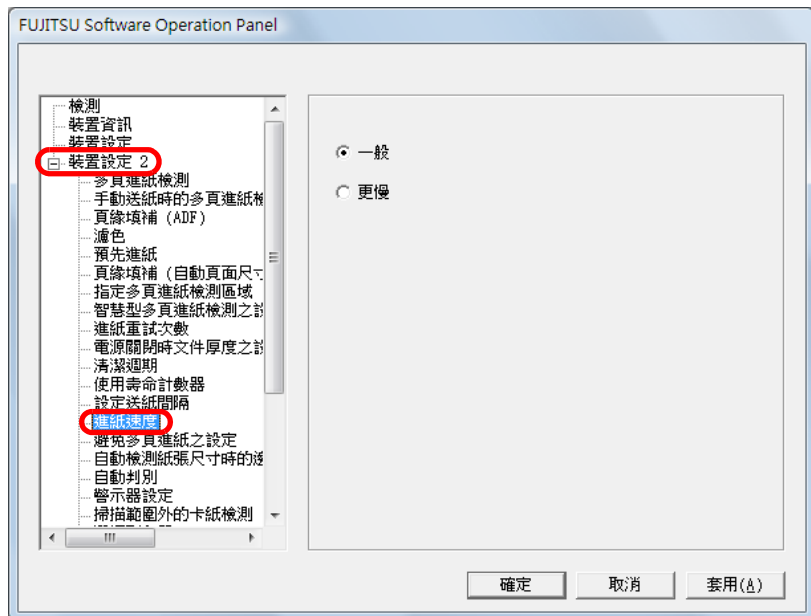 FUJITSU Software Operation Panel
檢測
裝置資訊
裝置設定
裝置設定 2
多頁進紙檢測
手動送紙時的多頁進紙檢
頁緣填補 (ADF)
濾色
預先進紙
頁緣填補 (自動頁面尺寸
指定多頁進紙檢測區域
智慧型多頁進紙檢測之設
進紙重試次數
電源關閉時文件厚度之設
清潔週期
使用壽命計數器
設定送紙間隔
進紙速度
避免多頁進紙之設定
自動檢測紙張尺寸時的邊
自動判別
警示器設定
掃描範圍外的卡紙檢測
一般
更慢
確定
取消
套用(A)